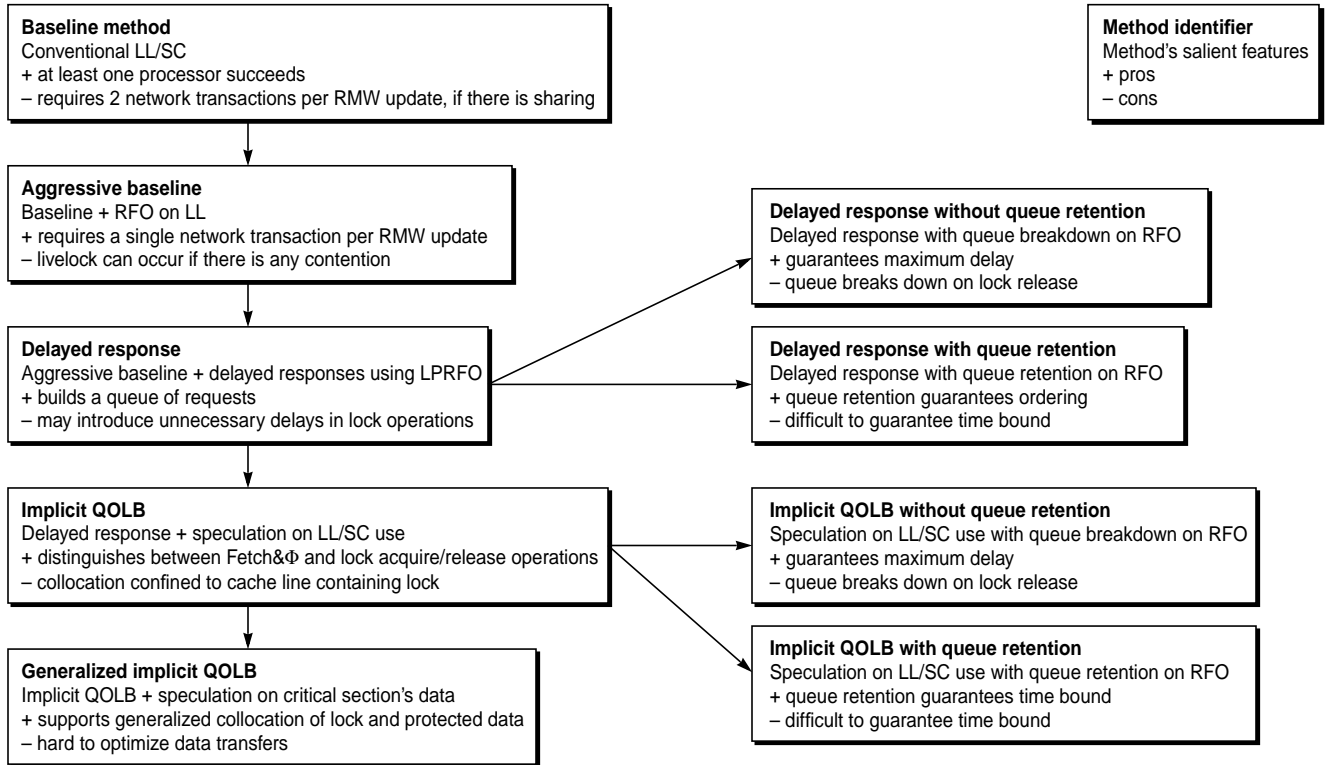 Baseline method
Conventional LL/SC
+ at least one processor succeeds
– requires 2 network transactions per RMW update, if there is sharing
Method identifier
Method's salient features
+ pros
– cons
Aggressive baseline
Baseline + RFO on LL
+ requires a single network transaction per RMW update
– livelock can occur if there is any contention
Delayed response without queue retention
Delayed response with queue breakdown on RFO
+ guarantees maximum delay
– queue breaks down on lock release
Delayed response
Aggressive baseline + delayed responses using LPRFO
+ builds a queue of requests
– may introduce unnecessary delays in lock operations
Delayed response with queue retention
Delayed response with queue retention on RFO
+ queue retention guarantees ordering
– difficult to guarantee time bound
Implicit QOLB
Delayed response + speculation on LL/SC use
+ distinguishes between Fetch&Φ and lock acquire/release operations
– collocation confined to cache line containing lock
Implicit QOLB without queue retention
Speculation on LL/SC use with queue breakdown on RFO
+ guarantees maximum delay
– queue breaks down on lock release
Generalized implicit QOLB
Implicit QOLB + speculation on critical section's data
+ supports generalized collocation of lock and protected data
– hard to optimize data transfers
Implicit QOLB with queue retention
Speculation on LL/SC use with queue retention on RFO
+ queue retention guarantees time bound
– difficult to guarantee time bound